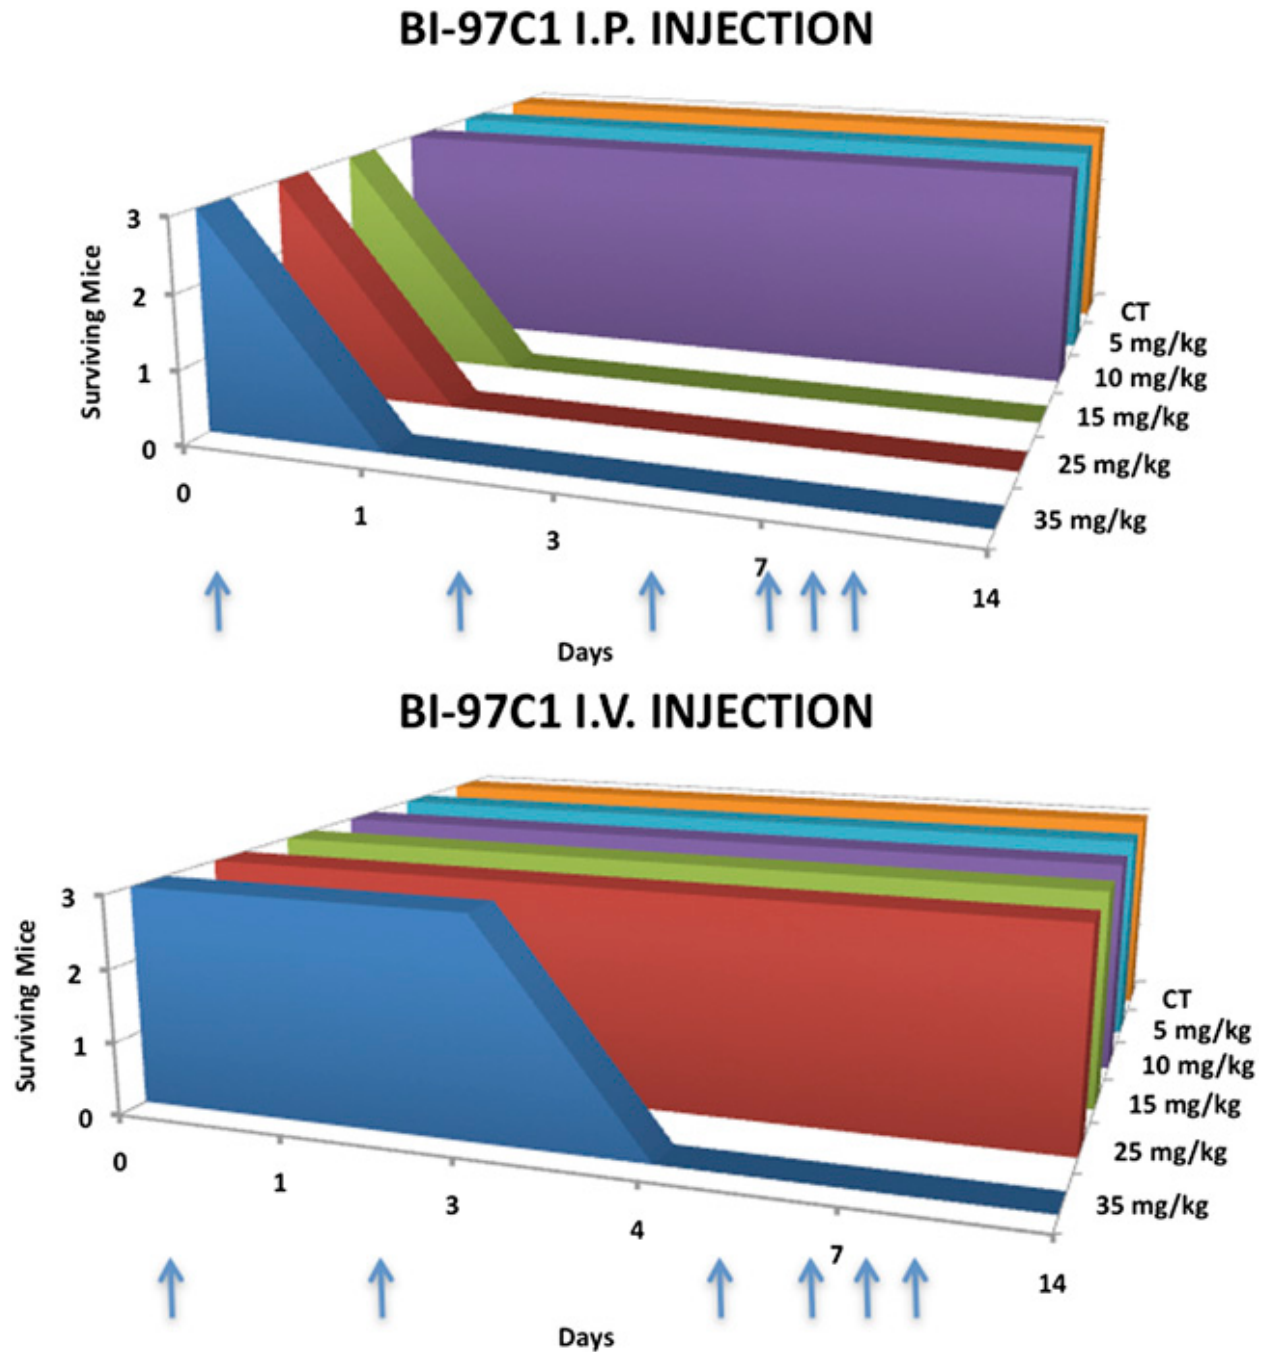 BI-97C1 I.P. INJECTION
Surviving Mice
3
2
1
0
0
1
3
7
14
CT
5 mg/kg
10 mg/kg
15 mg/kg
25 mg/kg
35 mg/kg
Days
BI-97C1 I.V. INJECTION
Surviving Mice
3
2
1
0
0
1
3
4
7
14
CT
5 mg/kg
10 mg/kg
15 mg/kg
25 mg/kg
35 mg/kg
Days